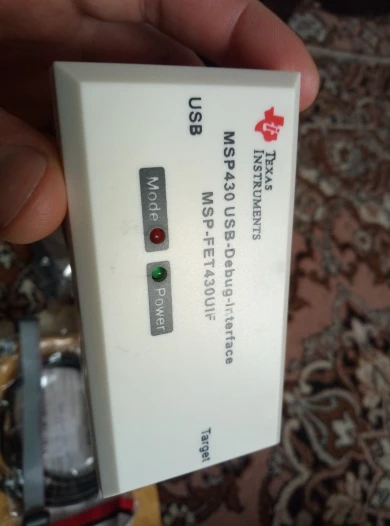 TEXAS
INSTRUMENTS
MSP430 USB-Debug-Interface
MSP-FET430UIF
USB
Target
Mode
Power